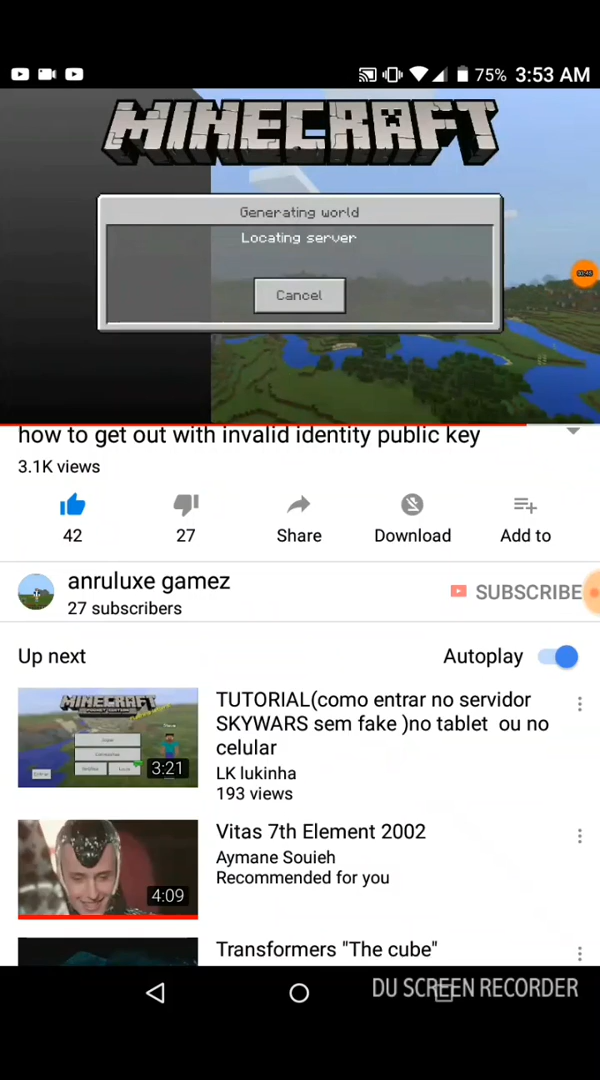 75% 3:53 AM
MINECRAFT
Generating world
Locating server
Cancel
how to get out with invalid identity public key
3.1K views
42
27
Share
Download
Add to
anruluxe gamez
27 subscribers
SUBSCRIBE
Up next
Autoplay
TUTORIAL(como entrar no servidor
SKYWARS sem fake )no tablet ou no
celular
LK lukinha
193 views
MINECRAFT
3:21
Vitas 7th Element 2002
Aymane Souieh
Recommended for you
4:09
Transformers "The cube"
DU SCREEN RECORDER